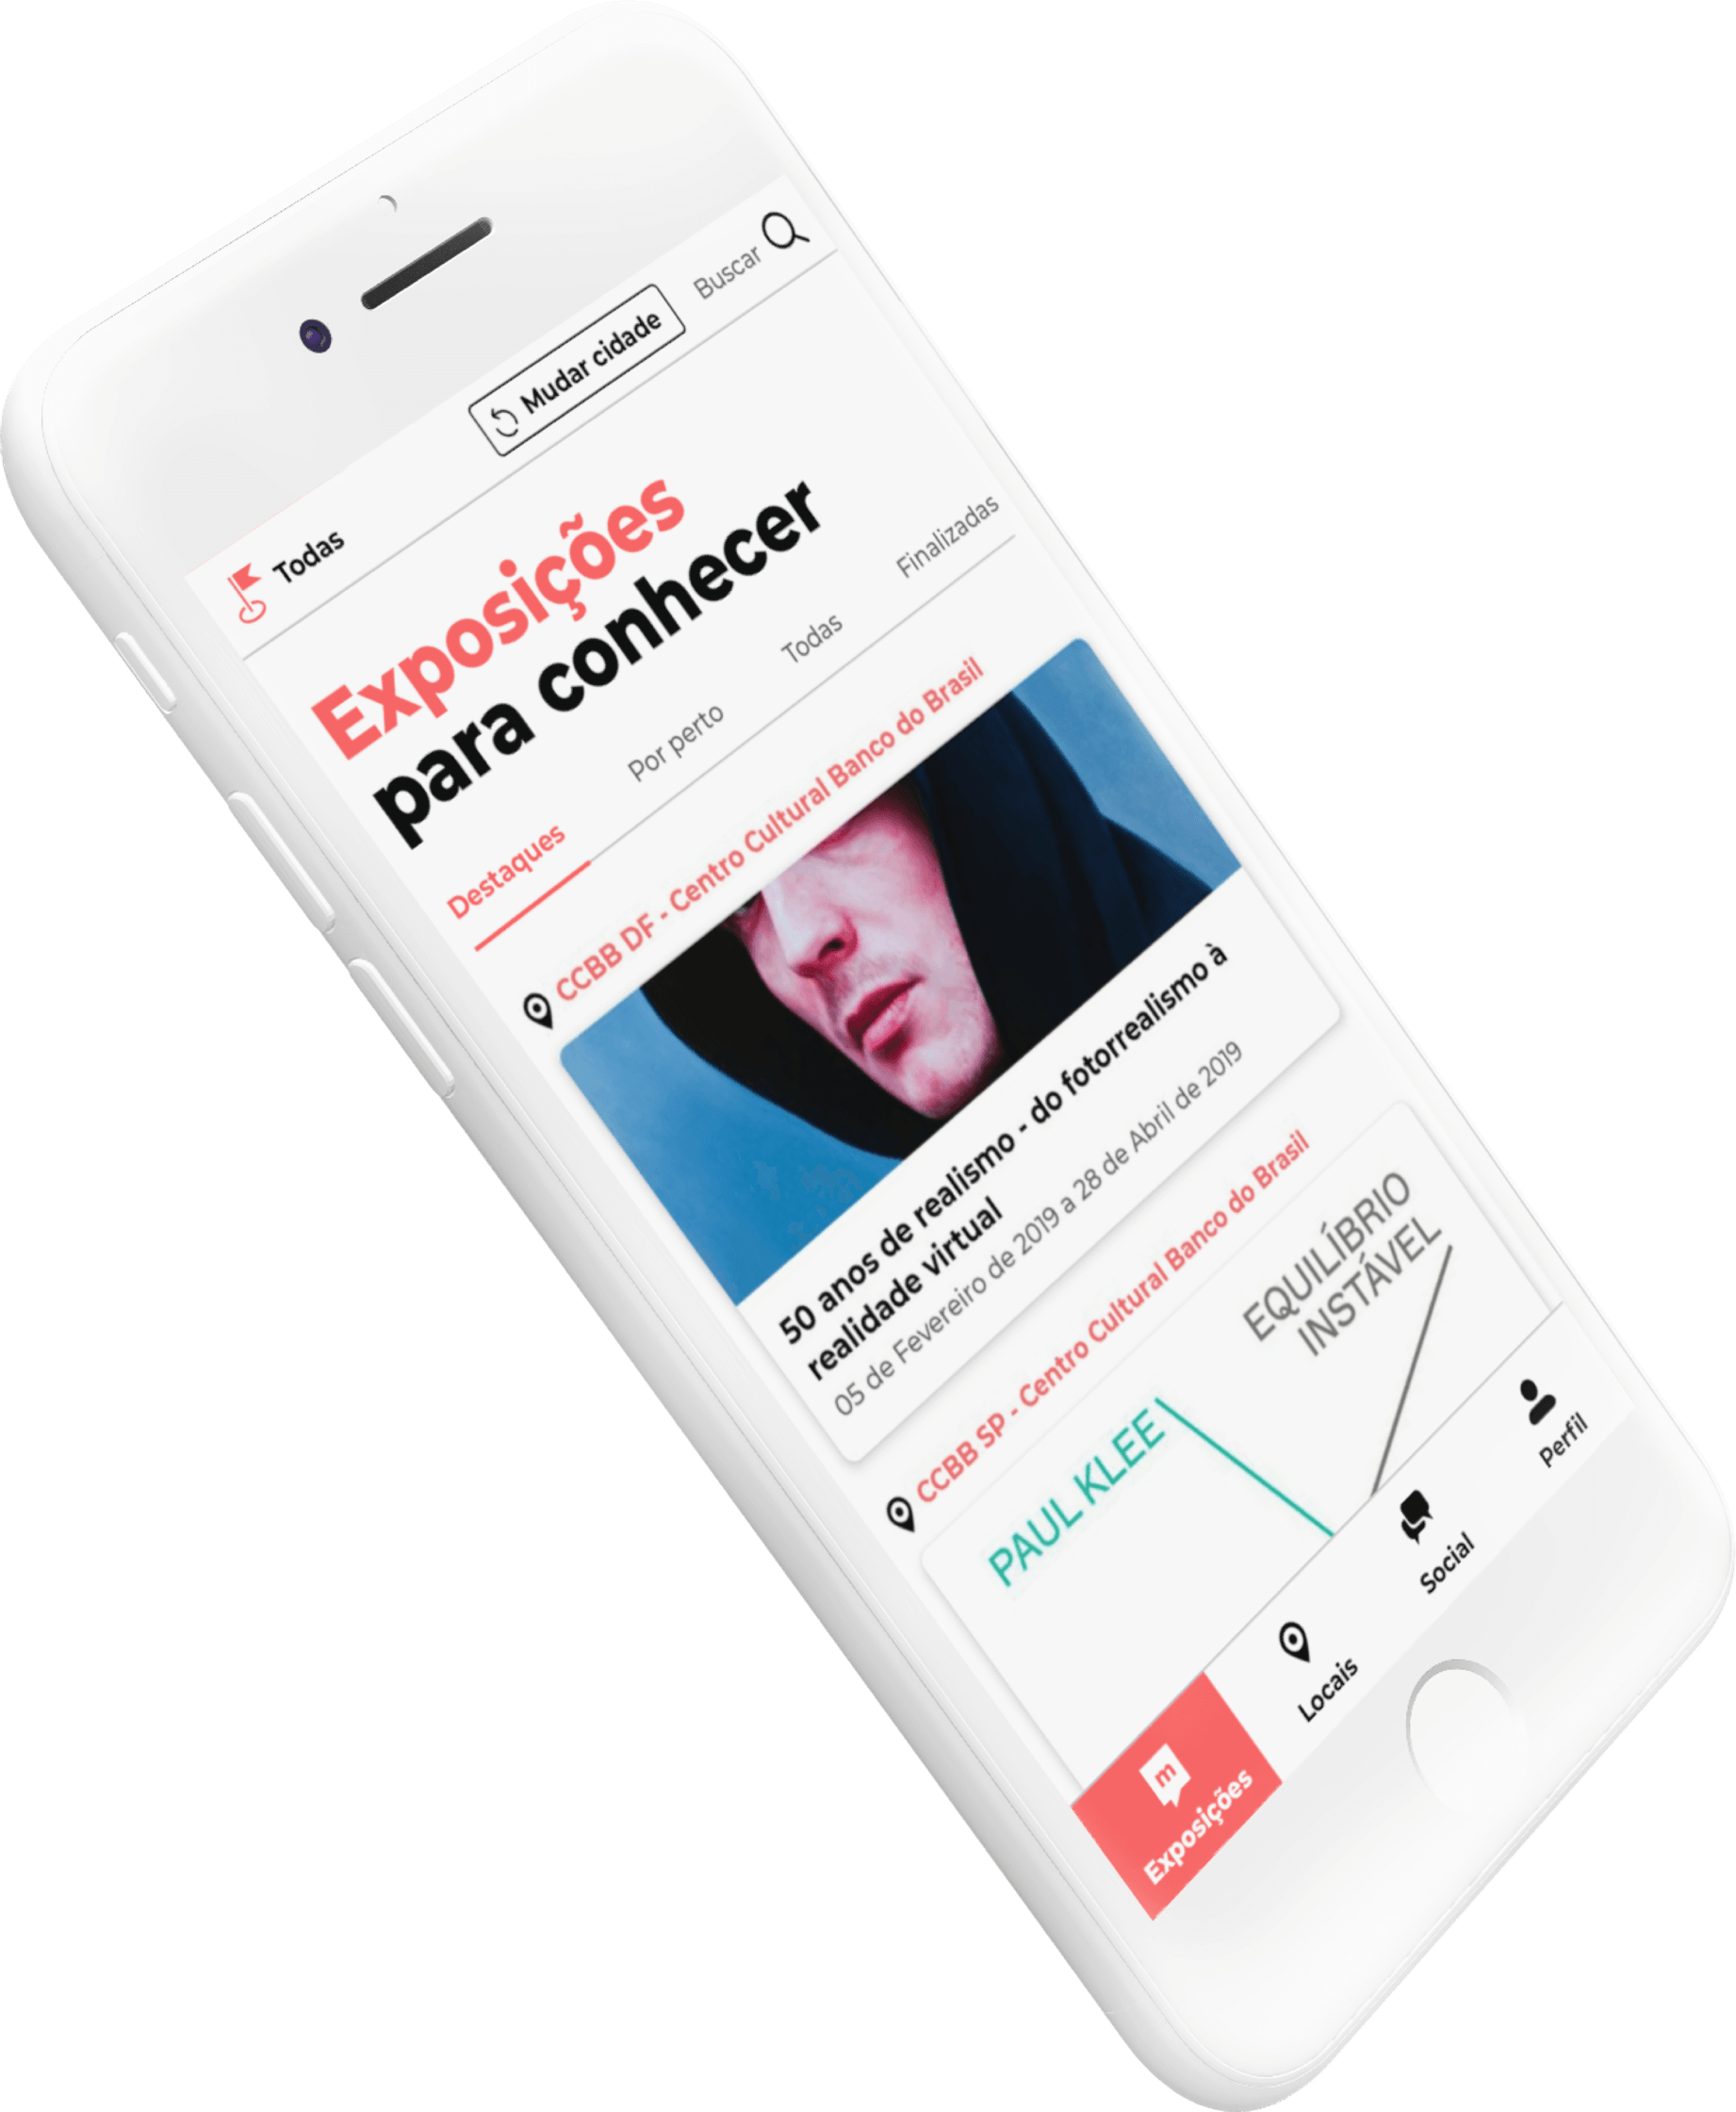 Todas
Mudar cidade
Buscar
Exposições
para conhecer
Destaques
Por perto
Todas
Finalizadas
CCBB DF - Centro Cultural Banco do Brasil
50 anos de realismo - do fotorrealismo à
realidade virtual
05 de Fevereiro de 2019 a 28 de Abril de 2019
CCBB SP - Centro Cultural Banco do Brasil
PAUL KLEE
EQUILÍBRIO
INSTÁVEL
m
Exposições
Locais
Social
Perfil